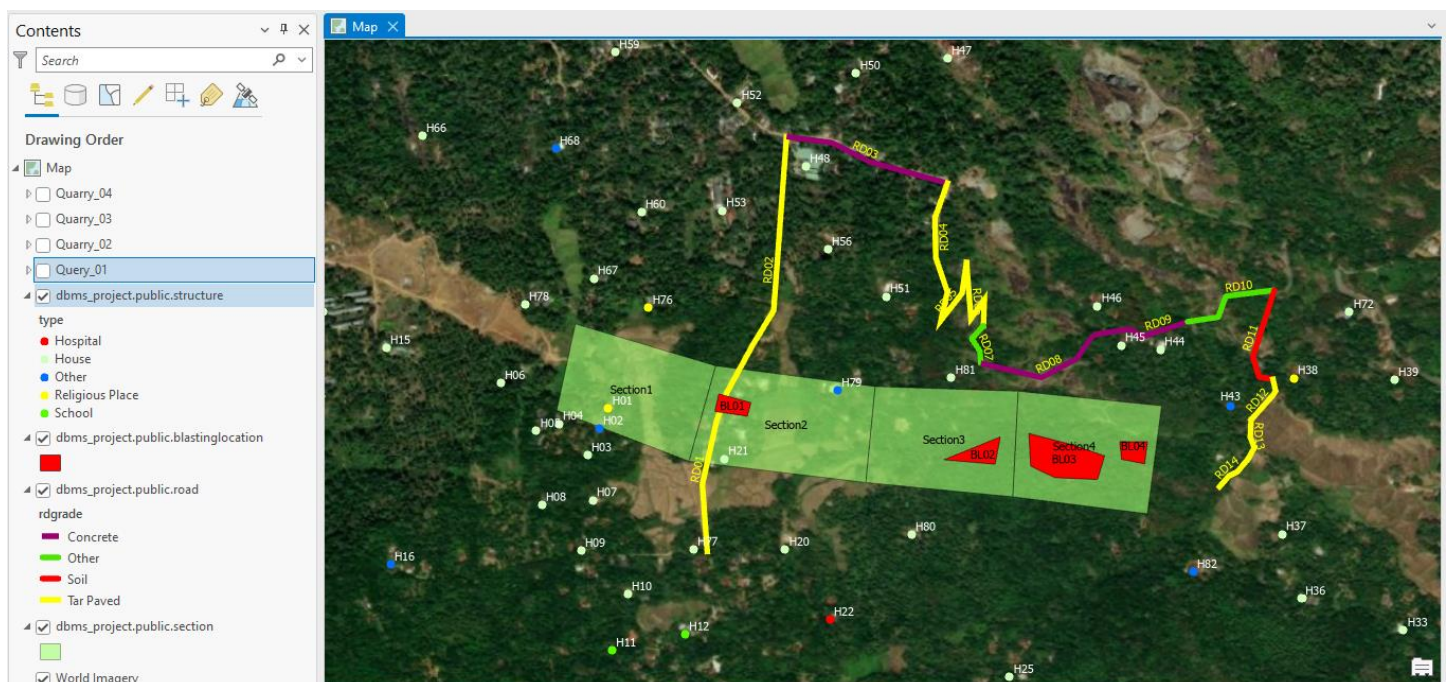 Contents
Search
Drawing Order
Map
Quarry_04
Quarry_03
Quarry_02
Query_01
dbms_project.public.structure
type
Hospital
House
Other
Religious Place
School
dbms_project.public.blastinglocation
dbms_project.public.road
rdgrade
Concrete
Other
Soil
Tar Paved
dbms_project.public.section
World Imagery
Map
H59
H47
H50
H52
H66
H68
RD03
H48
H60
H53
H56
RD04
RD02
H67
H78
H76
H51
H46
RD10
H72
RD09
RD11
H15
H45
H44
RD07
RD08
H06
Section1
H79
H81
H38
H39
H01
BL01
H43
RD12
H04
H02
Section2
Section3
Section4
BL04
RD13
H03
H21
BL02
BL03
RD01
RD14
H08
H07
H80
H37
H09
H77
H20
H16
H82
H10
H36
H22
H12
H33
H11
H25